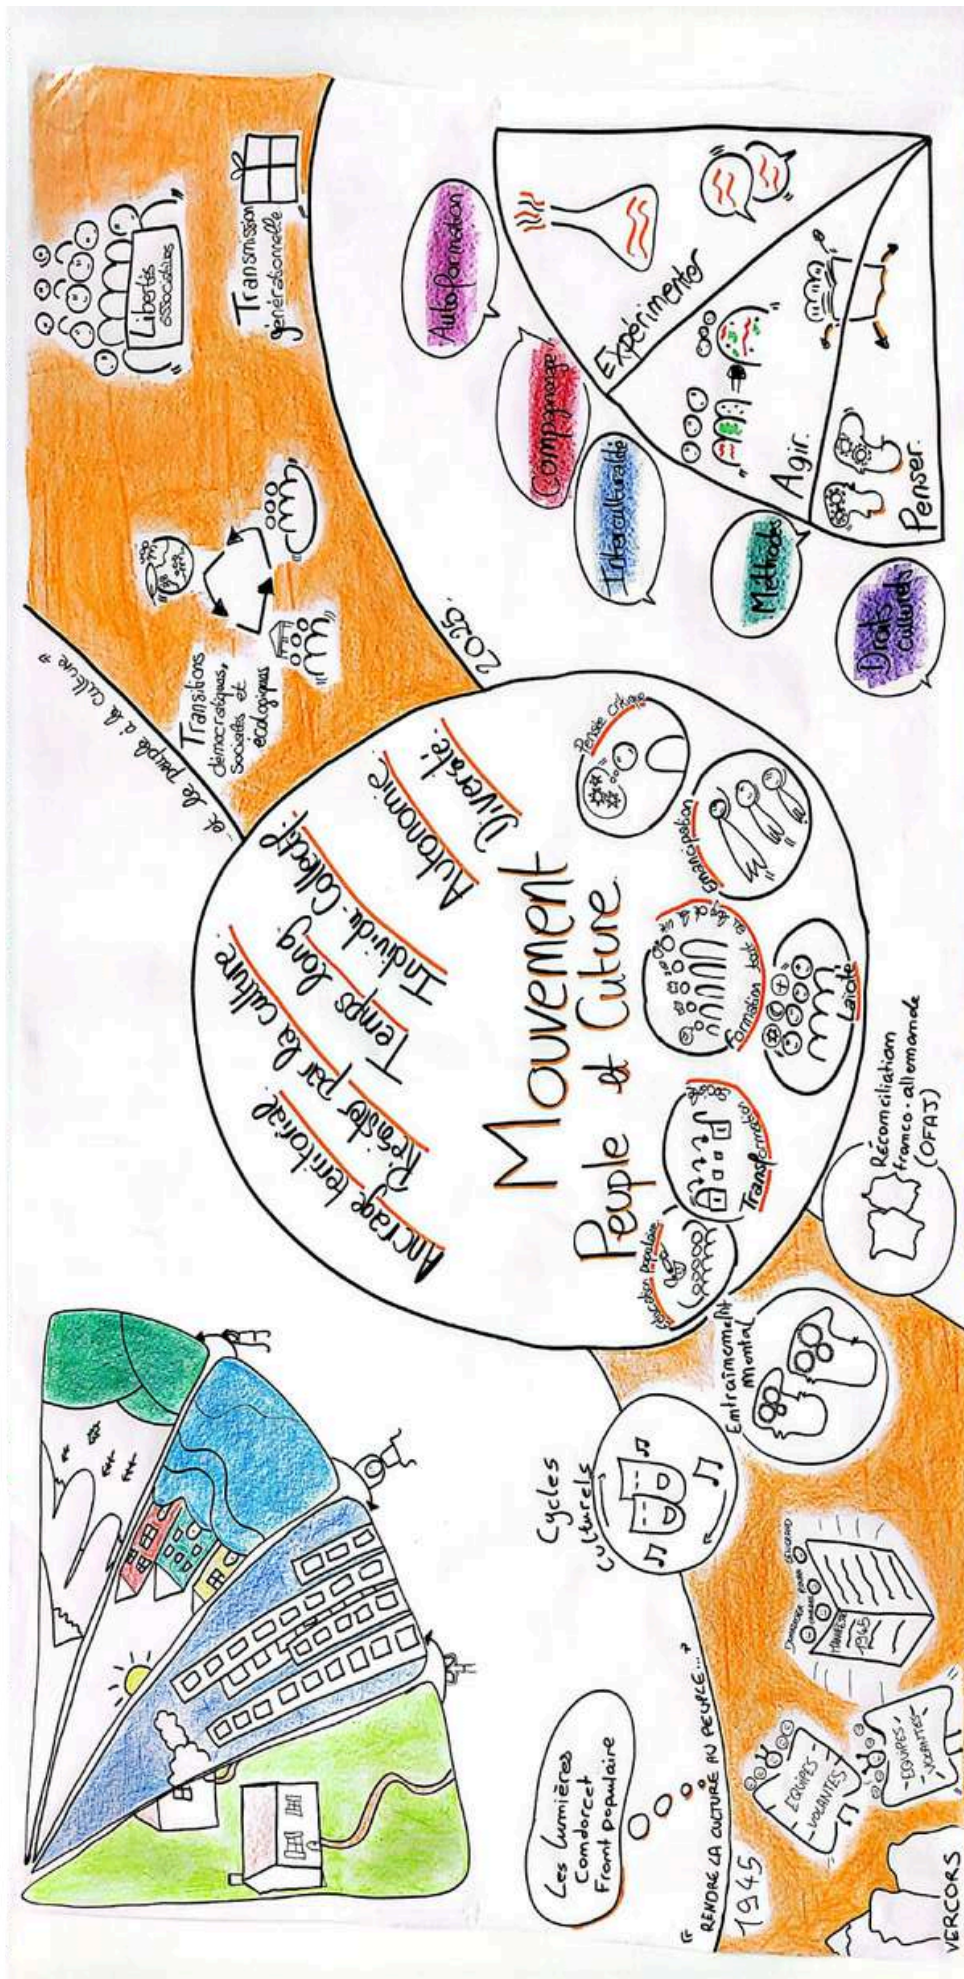 Les Lumières
Condorcet
Front populaire
« RENDRE LA CULTURE AU PEUPLE... »
1945
VERCORS
EQUIPES
VOLANTES
EQUIPES
VOLANTES
MANIFESTE
1945
Cycles
culturels
Entraînement
mental
Réconciliation
franco-allemande
(OFAJ)
Ancrage territorial
Résister par la culture
Temps long
Individu-Collectif
Autonomie
Diversité
MOUVEMENT
Peuple et Culture
Education populaire
Transformation
sociale
Formation tout au long de la vie
Laïcité
Emancipation
Pensée critique
... et le peuple à la culture »
2025
Transitions
démocratiques,
sociales et
écologiques
Libertés
associatives
Transmission
générationnelle
Autoformation
Compagnonnage
Interculturalité
Méthodes
Droits
culturels
Expérimenter
Agir
Penser